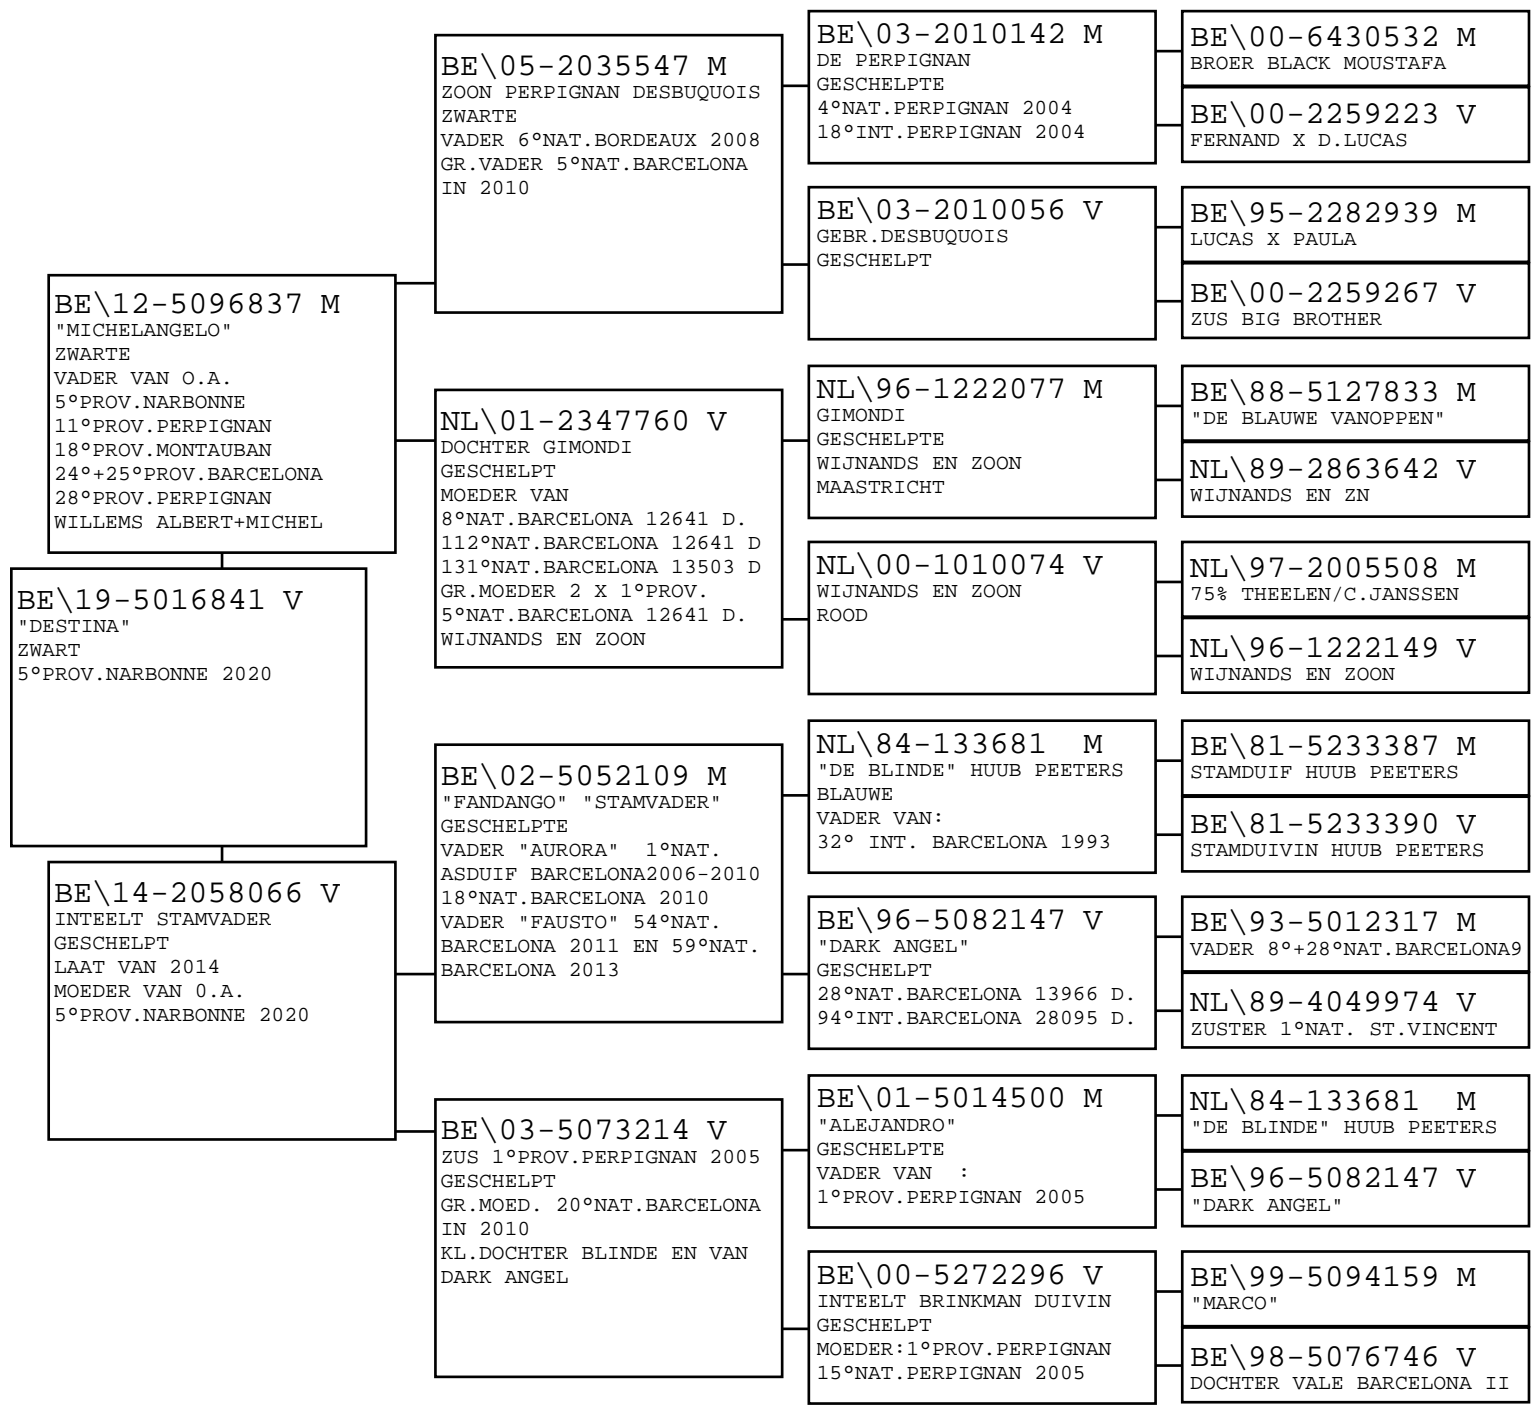 BE\19-5016841 V
"DESTINA"
ZWART
5°PROV.NARBONNE 2020
BE\12-5096837 M
"MICHELANGELO"
ZWARTE
VADER VAN O.A.
5°PROV.NARBONNE
11°PROV.PERPIGNAN
18°PROV.MONTAUBAN
24°+25°PROV.BARCELONA
28°PROV.PERPIGNAN
WILLEMS ALBERT+MICHEL
BE\14-2058066 V
INTEELT STAMVADER
GESCHELPT
LAAT VAN 2014
MOEDER VAN 0.A.
5°PROV.NARBONNE 2020
BE\05-2035547 M
ZOON PERPIGNAN DESBUQUOIS
ZWARTE
VADER 6°NAT.BORDEAUX 2008
GR.VADER 5°NAT.BARCELONA
IN 2010
NL\01-2347760 V
DOCHTER GIMONDI
GESCHELPT
MOEDER VAN
8°NAT.BARCELONA 12641 D.
112°NAT.BARCELONA 12641 D
131°NAT.BARCELONA 13503 D
GR.MOEDER 2 X 1°PROV.
5°NAT.BARCELONA 12641 D.
WIJNANDS EN ZOON
BE\02-5052109 M
"FANDANGO" "STAMVADER"
GESCHELPTE
VADER "AURORA"  1°NAT.
ASDUIF BARCELONA2006-2010
18°NAT.BARCELONA 2010
VADER "FAUSTO" 54°NAT.
BARCELONA 2011 EN 59°NAT.
BARCELONA 2013
BE\03-5073214 V
ZUS 1°PROV.PERPIGNAN 2005
GESCHELPT
GR.MOED. 20°NAT.BARCELONA
IN 2010
KL.DOCHTER BLINDE EN VAN
DARK ANGEL
BE\03-2010142 M
DE PERPIGNAN
GESCHELPTE
4°NAT.PERPIGNAN 2004
18°INT.PERPIGNAN 2004
BE\03-2010056 V
GEBR.DESBUQUOIS
GESCHELPT
NL\96-1222077 M
GIMONDI
GESCHELPTE
WIJNANDS EN ZOON
MAASTRICHT
NL\00-1010074 V
WIJNANDS EN ZOON
ROOD
NL\84-133681  M
"DE BLINDE" HUUB PEETERS
BLAUWE
VADER VAN:
32° INT. BARCELONA 1993
BE\96-5082147 V
"DARK ANGEL"
GESCHELPT
28°NAT.BARCELONA 13966 D.
94°INT.BARCELONA 28095 D.
BE\01-5014500 M
"ALEJANDRO"
GESCHELPTE
VADER VAN  :
1°PROV.PERPIGNAN 2005
BE\00-5272296 V
INTEELT BRINKMAN DUIVIN
GESCHELPT
MOEDER:1°PROV.PERPIGNAN
15°NAT.PERPIGNAN 2005
BE\00-6430532 M
BROER BLACK MOUSTAFA
BE\00-2259223 V
FERNAND X D.LUCAS
BE\95-2282939 M
LUCAS X PAULA
BE\00-2259267 V
ZUS BIG BROTHER
BE\88-5127833 M
"DE BLAUWE VANOPPEN"
NL\89-2863642 V
WIJNANDS EN ZN
NL\97-2005508 M
75% THEELEN/C.JANSSEN
NL\96-1222149 V
WIJNANDS EN ZOON
BE\81-5233387 M
STAMDUIF HUUB PEETERS
BE\81-5233390 V
STAMDUIVIN HUUB PEETERS
BE\93-5012317 M
VADER 8°+28°NAT.BARCELONA9
NL\89-4049974 V
ZUSTER 1°NAT. ST.VINCENT
NL\84-133681  M
"DE BLINDE" HUUB PEETERS
BE\96-5082147 V
"DARK ANGEL"
BE\99-5094159 M
"MARCO"
BE\98-5076746 V
DOCHTER VALE BARCELONA II